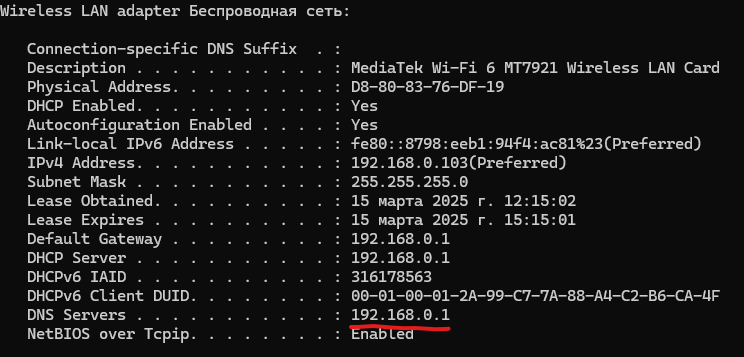 Wireless LAN adapter Беспроводная сеть:
Connection-specific DNS Suffix  . :
Description . . . . . . . . . . . : MediaTek Wi-Fi 6 MT7921 Wireless LAN Card
Physical Address. . . . . . . . . : D8-80-83-76-DF-19
DHCP Enabled. . . . . . . . . . . : Yes
Autoconfiguration Enabled . . . . : Yes
Link-local IPv6 Address . . . . . : fe80::8798:eeb1:94f4:ac81%23(Preferred)
IPv4 Address. . . . . . . . . . . : 192.168.0.103(Preferred)
Subnet Mask . . . . . . . . . . . : 255.255.255.0
Lease Obtained. . . . . . . . . . : 15 марта 2025 г. 12:15:02
Lease Expires . . . . . . . . . . : 15 марта 2025 г. 15:15:01
Default Gateway . . . . . . . . . : 192.168.0.1
DHCP Server . . . . . . . . . . . : 192.168.0.1
DHCPv6 IAID . . . . . . . . . . . : 316178563
DHCPv6 Client DUID. . . . . . . . : 00-01-00-01-2A-99-C7-7A-88-A4-C2-B6-CA-4F
DNS Servers . . . . . . . . . . . : 192.168.0.1
NetBIOS over Tcpip. . . . . . . . : Enabled